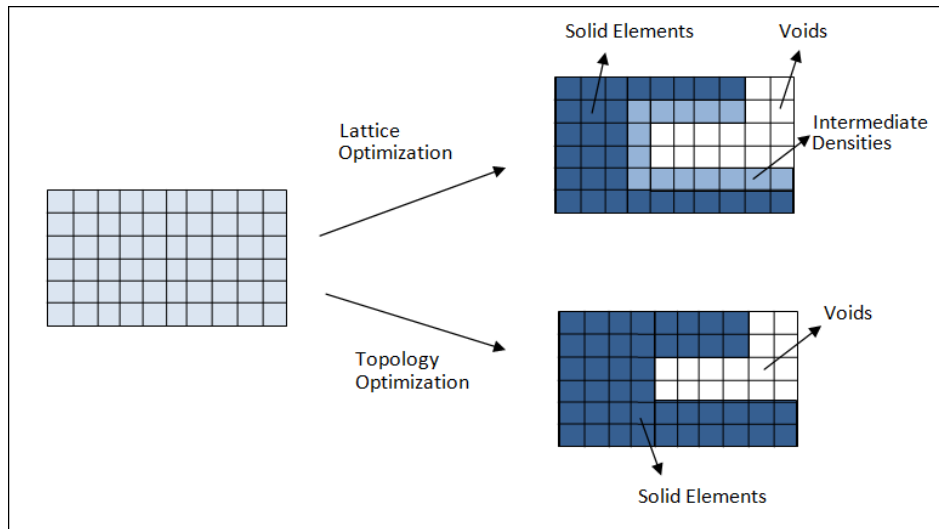 Solid Elements
Voids
Lattice
Optimization
Intermediate
Densities
Topology
Optimization
Voids
Solid Elements